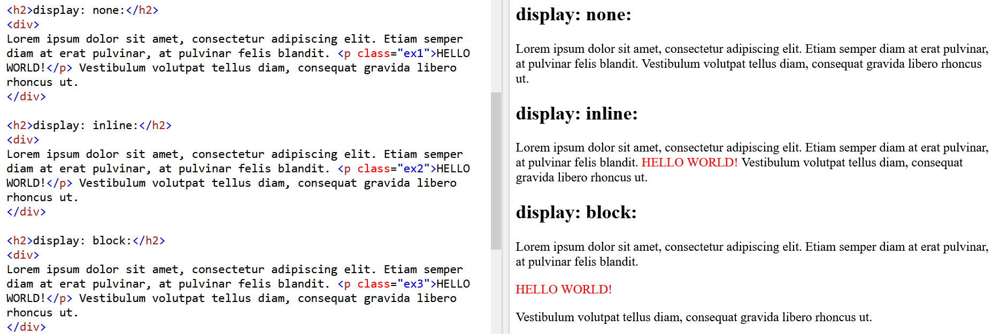 <h2>display: none:</h2>
<div>
Lorem ipsum dolor sit amet, consectetur adipiscing elit. Etiam semper
diam at erat pulvinar, at pulvinar felis blandit. <p class="ex1">HELLO
WORLD!</p> Vestibulum volutpat tellus diam, consequat gravida libero
rhoncus ut.
</div>
<h2>display: inline:</h2>
<div>
Lorem ipsum dolor sit amet, consectetur adipiscing elit. Etiam semper
diam at erat pulvinar, at pulvinar felis blandit. <p class="ex2">HELLO
WORLD!</p> Vestibulum volutpat tellus diam, consequat gravida libero
rhoncus ut.
</div>
<h2>display: block:</h2>
<div>
Lorem ipsum dolor sit amet, consectetur adipiscing elit. Etiam semper
diam at erat pulvinar, at pulvinar felis blandit. <p class="ex3">HELLO
WORLD!</p> Vestibulum volutpat tellus diam, consequat gravida libero
rhoncus ut.
</div>
display: none:
Lorem ipsum dolor sit amet, consectetur adipiscing elit. Etiam semper diam at erat pulvinar,
at pulvinar felis blandit. Vestibulum volutpat tellus diam, consequat gravida libero rhoncus
ut.
display: inline:
Lorem ipsum dolor sit amet, consectetur adipiscing elit. Etiam semper diam at erat pulvinar,
at pulvinar felis blandit. HELLO WORLD! Vestibulum volutpat tellus diam, consequat
gravida libero rhoncus ut.
display: block:
Lorem ipsum dolor sit amet, consectetur adipiscing elit. Etiam semper diam at erat pulvinar,
at pulvinar felis blandit.
HELLO WORLD!
Vestibulum volutpat tellus diam, consequat gravida libero rhoncus ut.